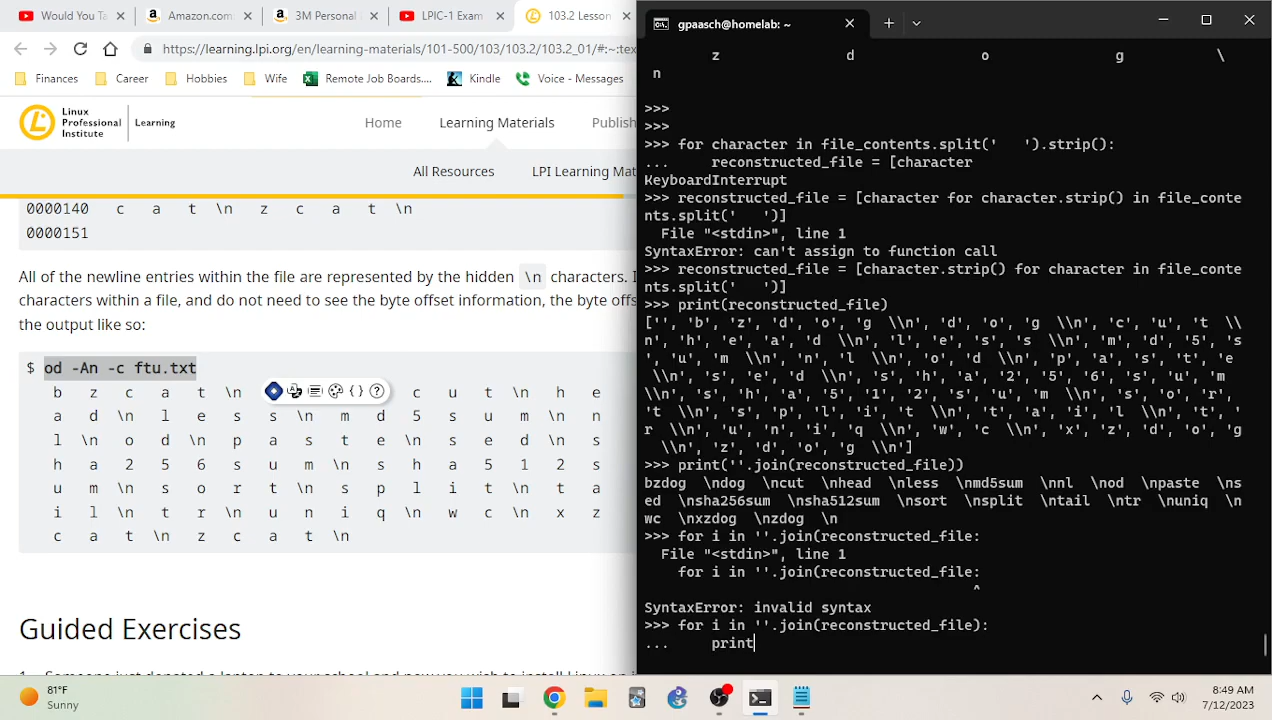 Would You Ta
Amazon.com
3M Personal
LPIC-1 Exam
103.2 Lesson
https://learning.lpi.org/en/learning-materials/101-500/103/103.2/103.2_01/#:~:tex
Finances
Career
Hobbies
Wife
Remote Job Boards....
Kindle
Voice - Messages
Linux
Professional
Institute
Learning
Home
Learning Materials
Publish
All Resources
LPI Learning Mat
0000140 c a t \n z c a t \n
0000151
All of the newline entries within the file are represented by the hidden \n characters. I
characters within a file, and do not need to see the byte offset information, the byte offs
the output like so:
$ od -An -c ftu.txt
b z c a t \n c u t \n h e
a d \n l e s s \n m d 5 s u m \n n
l \n o d \n p a s t e \n s e d \n s
h a 2 5 6 s u m \n s h a 5 1 2 s
u m \n s o r t \n s p l i t \n t a
i l \n t r \n u n i q \n w c \n x z
c a t \n z c a t \n
Guided Exercises
gpaasch@homelab: ~
z d o g \
n
>>>
>>>
>>> for character in file_contents.split('   ').strip():
...     reconstructed_file = [character
KeyboardInterrupt
>>> reconstructed_file = [character for character.strip() in file_conte
nts.split('   ')]
  File "<stdin>", line 1
SyntaxError: can't assign to function call
>>> reconstructed_file = [character.strip() for character in file_conte
nts.split('   ')]
>>> print(reconstructed_file)
['', 'b', 'z', 'd', 'o', 'g  \\n', 'd', 'o', 'g  \\n', 'c', 'u', 't  \\
n', 'h', 'e', 'a', 'd  \\n', 'l', 'e', 's', 's  \\n', 'm', 'd', '5', 's
', 'u', 'm  \\n', 'n', 'l  \\n', 'o', 'd  \\n', 'p', 'a', 's', 't', 'e
 \\n', 's', 'e', 'd  \\n', 's', 'h', 'a', '2', '5', '6', 's', 'u', 'm
\\n', 's', 'h', 'a', '5', '1', '2', 's', 'u', 'm  \\n', 's', 'o', 'r',
't  \\n', 's', 'p', 'l', 'i', 't  \\n', 't', 'a', 'i', 'l  \\n', 't', '
r  \\n', 'u', 'n', 'i', 'q  \\n', 'w', 'c  \\n', 'x', 'z', 'd', 'o', 'g
  \\n', 'z', 'd', 'o', 'g  \\n']
>>> print(''.join(reconstructed_file))
bzdog  \ndog  \ncut  \nhead  \nless  \nmd5sum  \nnl  \nod  \npaste  \ns
ed  \nsha256sum  \nsha512sum  \nsort  \nsplit  \ntail  \ntr  \nuniq  \n
wc  \nxzdog  \nzdog  \n
>>> for i in ''.join(reconstructed_file:
  File "<stdin>", line 1
    for i in ''.join(reconstructed_file:
^
SyntaxError: invalid syntax
>>> for i in ''.join(reconstructed_file):
...     print
81°F
Sunny
8:49 AM
7/12/2023